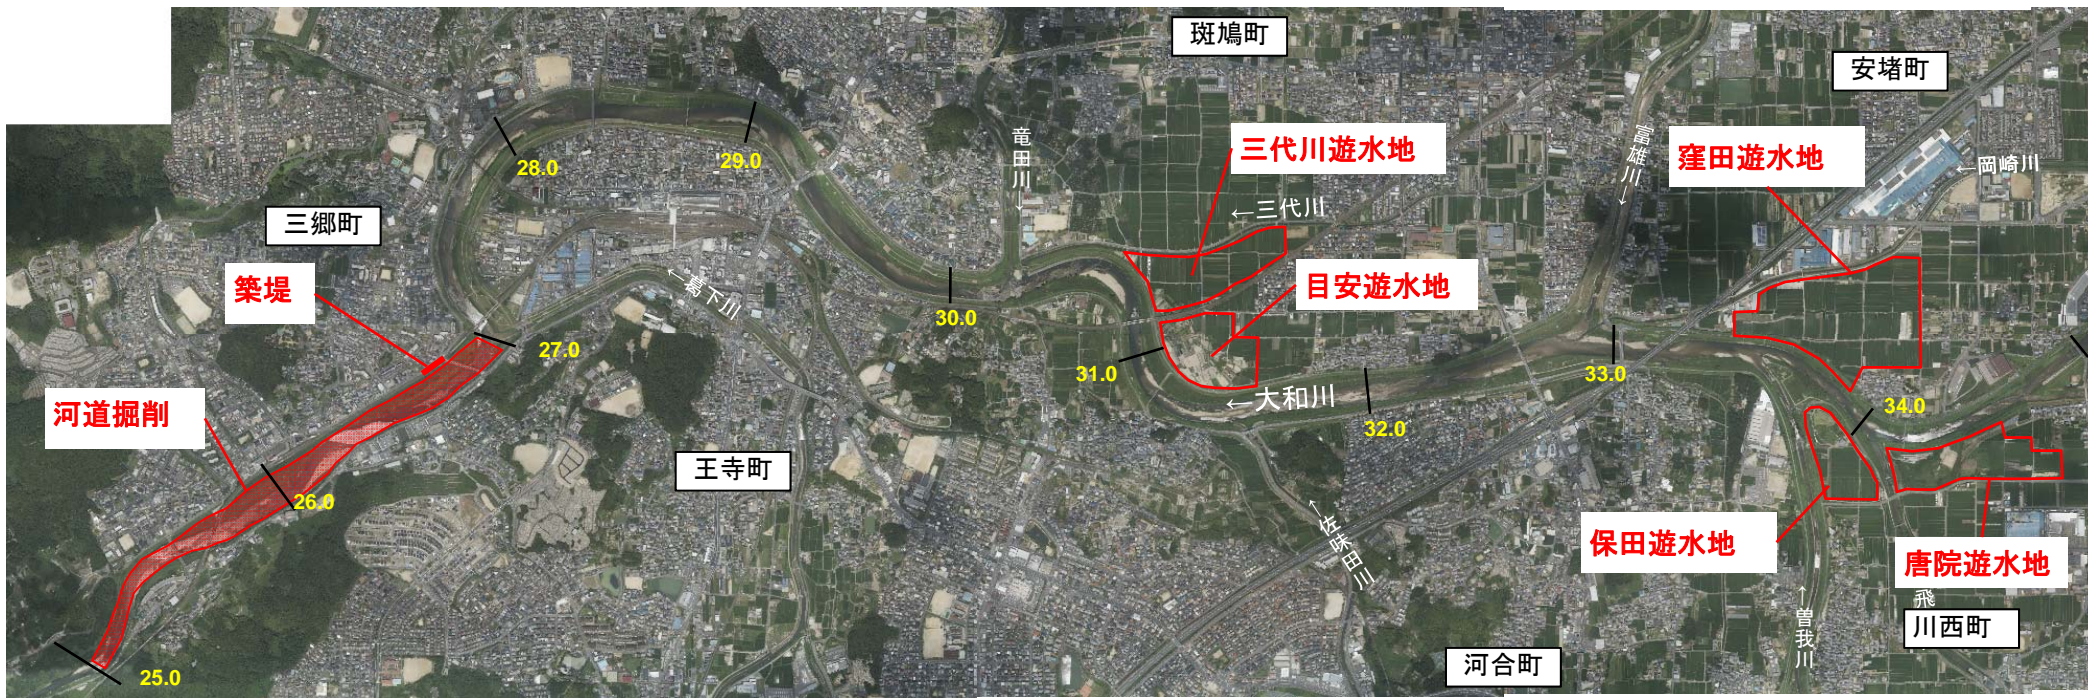 斑鳩町
安堵町
三代川遊水地
窪田遊水地
竜田川→
富雄川→
←岡崎川
28.0
29.0
三郷町
←三代川
築堤
目安遊水地
←葛下川
30.0
27.0
31.0
33.0
←大和川
河道掘削
34.0
32.0
王寺町
26.0
←佐味田川
保田遊水地
唐院遊水地
←曽我川
飛
川西町
河合町
25.0